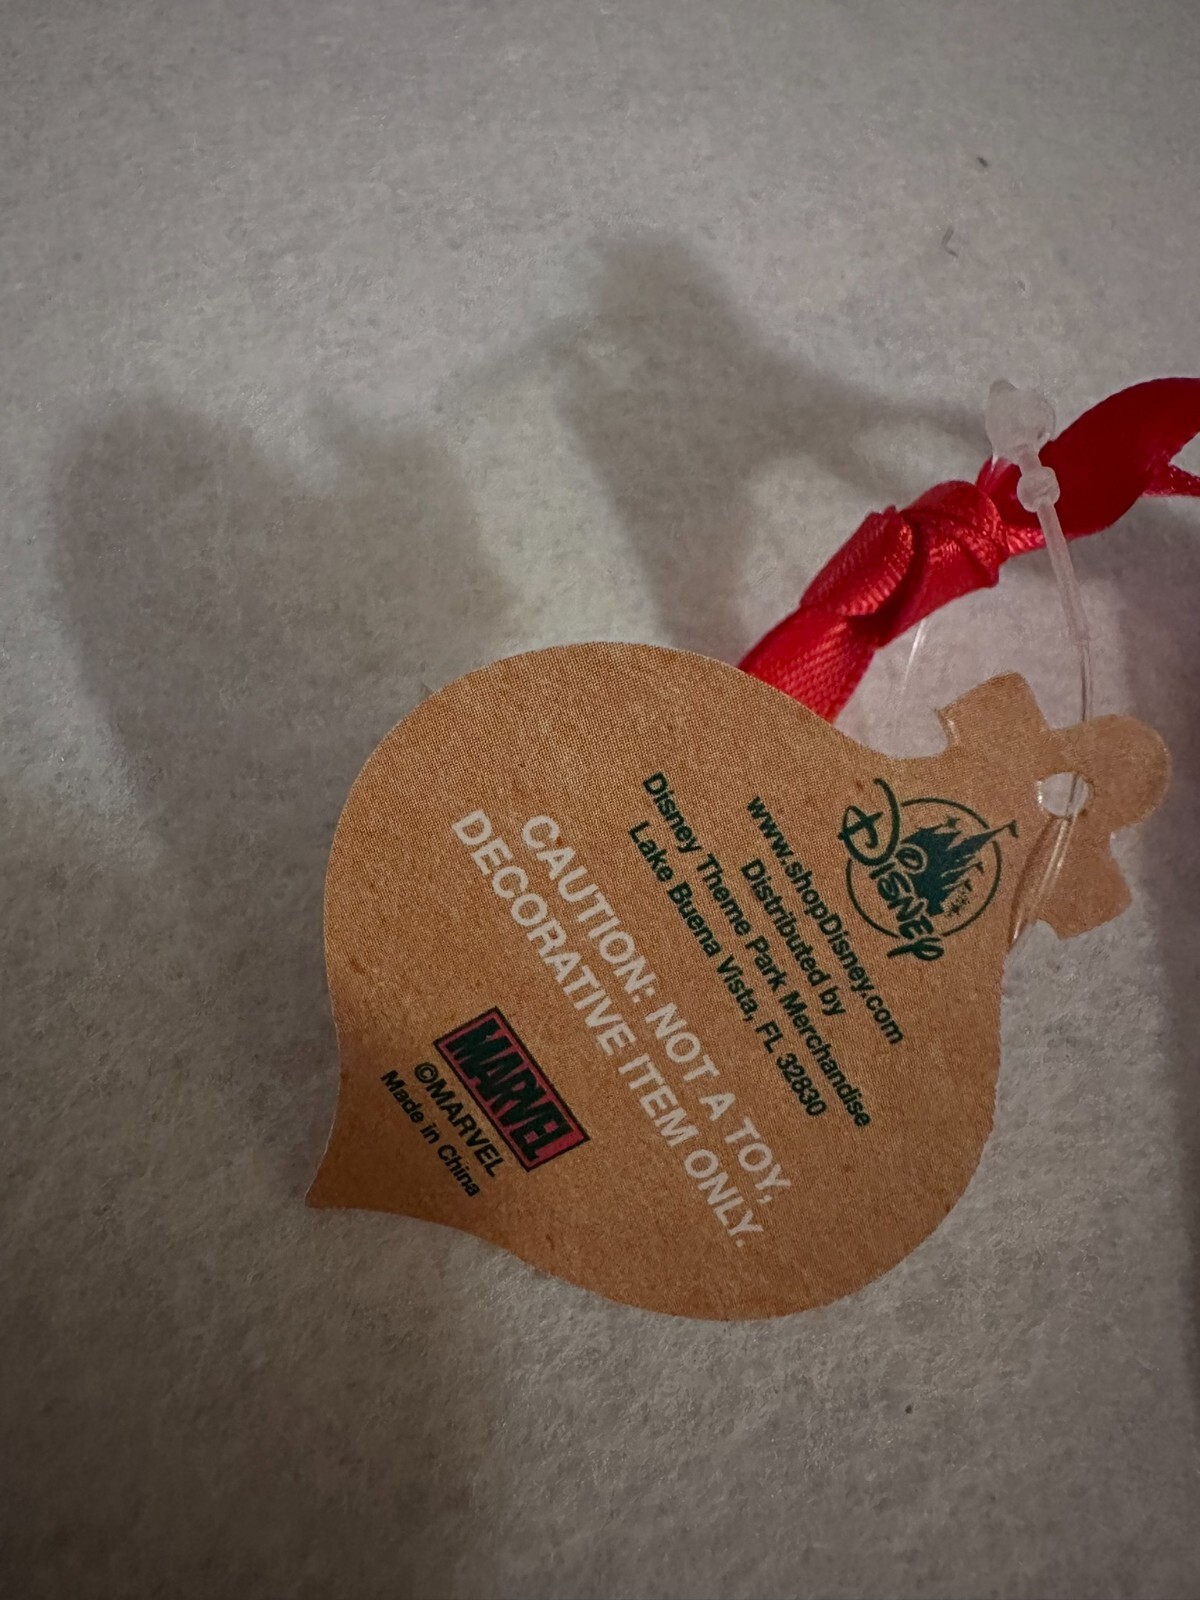 Disney
www.shopDisney.com
Distributed by
Disney Theme Park Merchandise
Lake Buena Vista, FL 32830
CAUTION: NOT A TOY,
DECORATIVE ITEM ONLY.
MARVEL
©MARVEL
Made in China